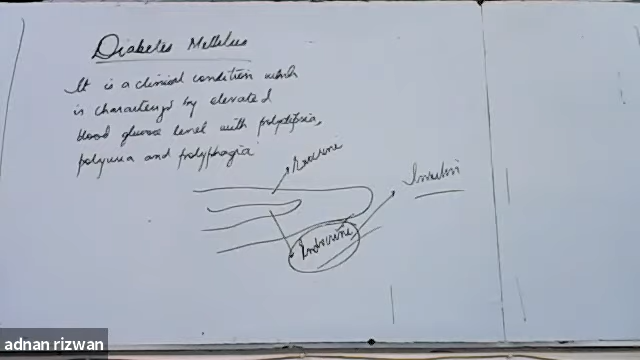 Diabetes Mellitus
It is a clinical condition which
is characterized by elevated
blood glucose level with polydipsia,
polyuria and polyphagia
Exocrine
Insulin
Endocrine
adnan rizwan